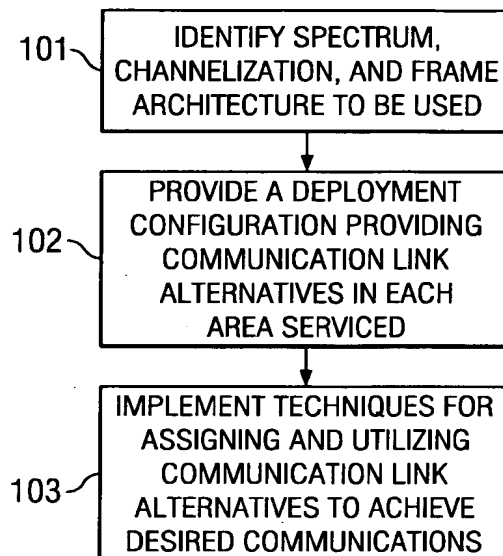 101
IDENTIFY SPECTRUM,
CHANNELIZATION, AND FRAME
ARCHITECTURE TO BE USED
102
PROVIDE A DEPLOYMENT
CONFIGURATION PROVIDING
COMMUNICATION LINK
ALTERNATIVES IN EACH
AREA SERVICED
103
IMPLEMENT TECHNIQUES FOR
ASSIGNING AND UTILIZING
COMMUNICATION LINK
ALTERNATIVES TO ACHIEVE
DESIRED COMMUNICATIONS